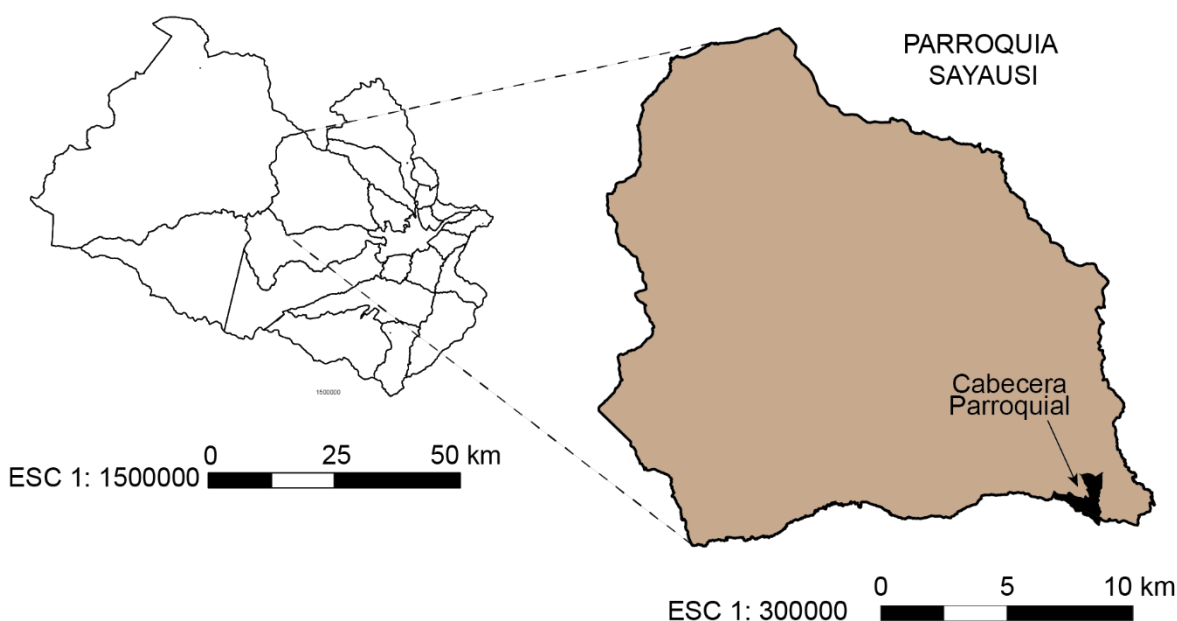 PARROQUIA
SAYAUSI
Cabecera
Parroquial
1500000
0 25 50 km
ESC 1: 1500000
0 5 10 km
ESC 1: 300000